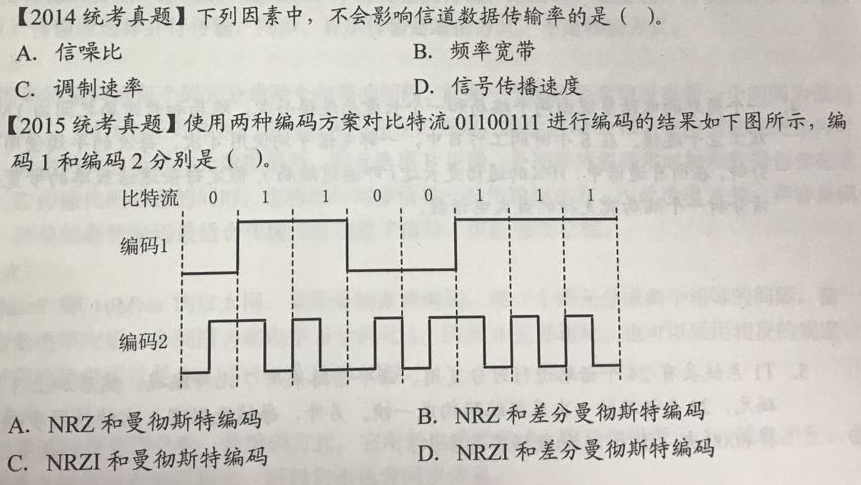 【2014 统考真题】下列因素中，不会影响信道数据传输率的是（ ）。
A. 信噪比 B. 频率宽带
C. 调制速率 D. 信号传播速度
【2015 统考真题】使用两种编码方案对比特流 01100111 进行编码的结果如下图所示，编
码 1 和编码 2 分别是（ ）。
比特流 0 1 1 0 0 1 1 1
编码1
编码2
A. NRZ 和曼彻斯特编码 B. NRZ 和差分曼彻斯特编码
C. NRZI 和曼彻斯特编码 D. NRZI 和差分曼彻斯特编码